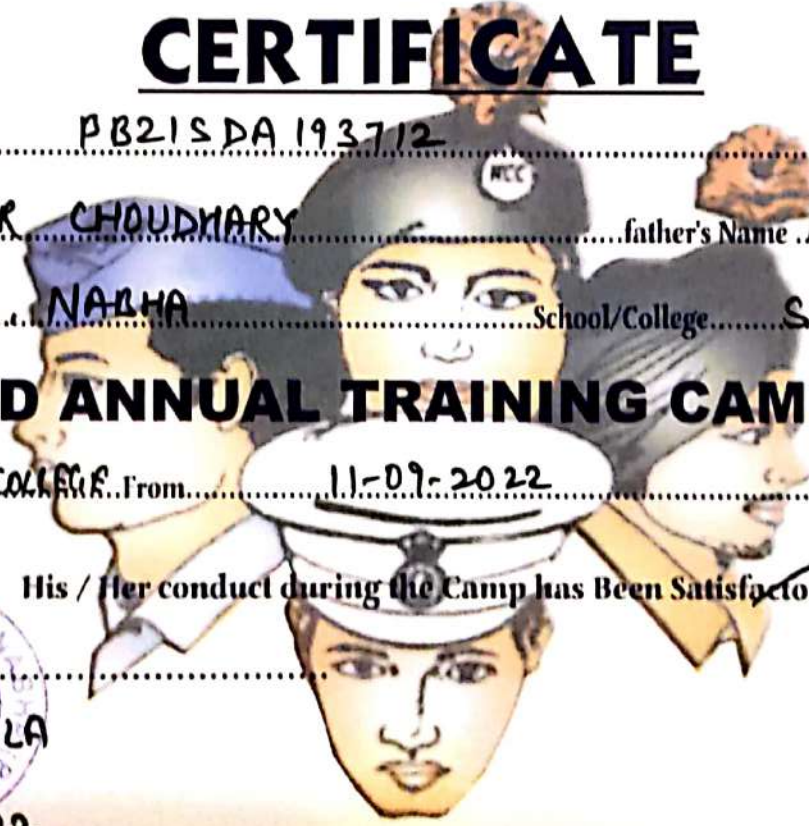 CERTIFICATE
PB21SDA193712
R CHOUDHARY father's Name
NABHA School/College S
D ANNUAL TRAINING CAM
COLLEGE From 11-09-2022
His / Her conduct during the Camp has Been Satisfacto
LA
NCC